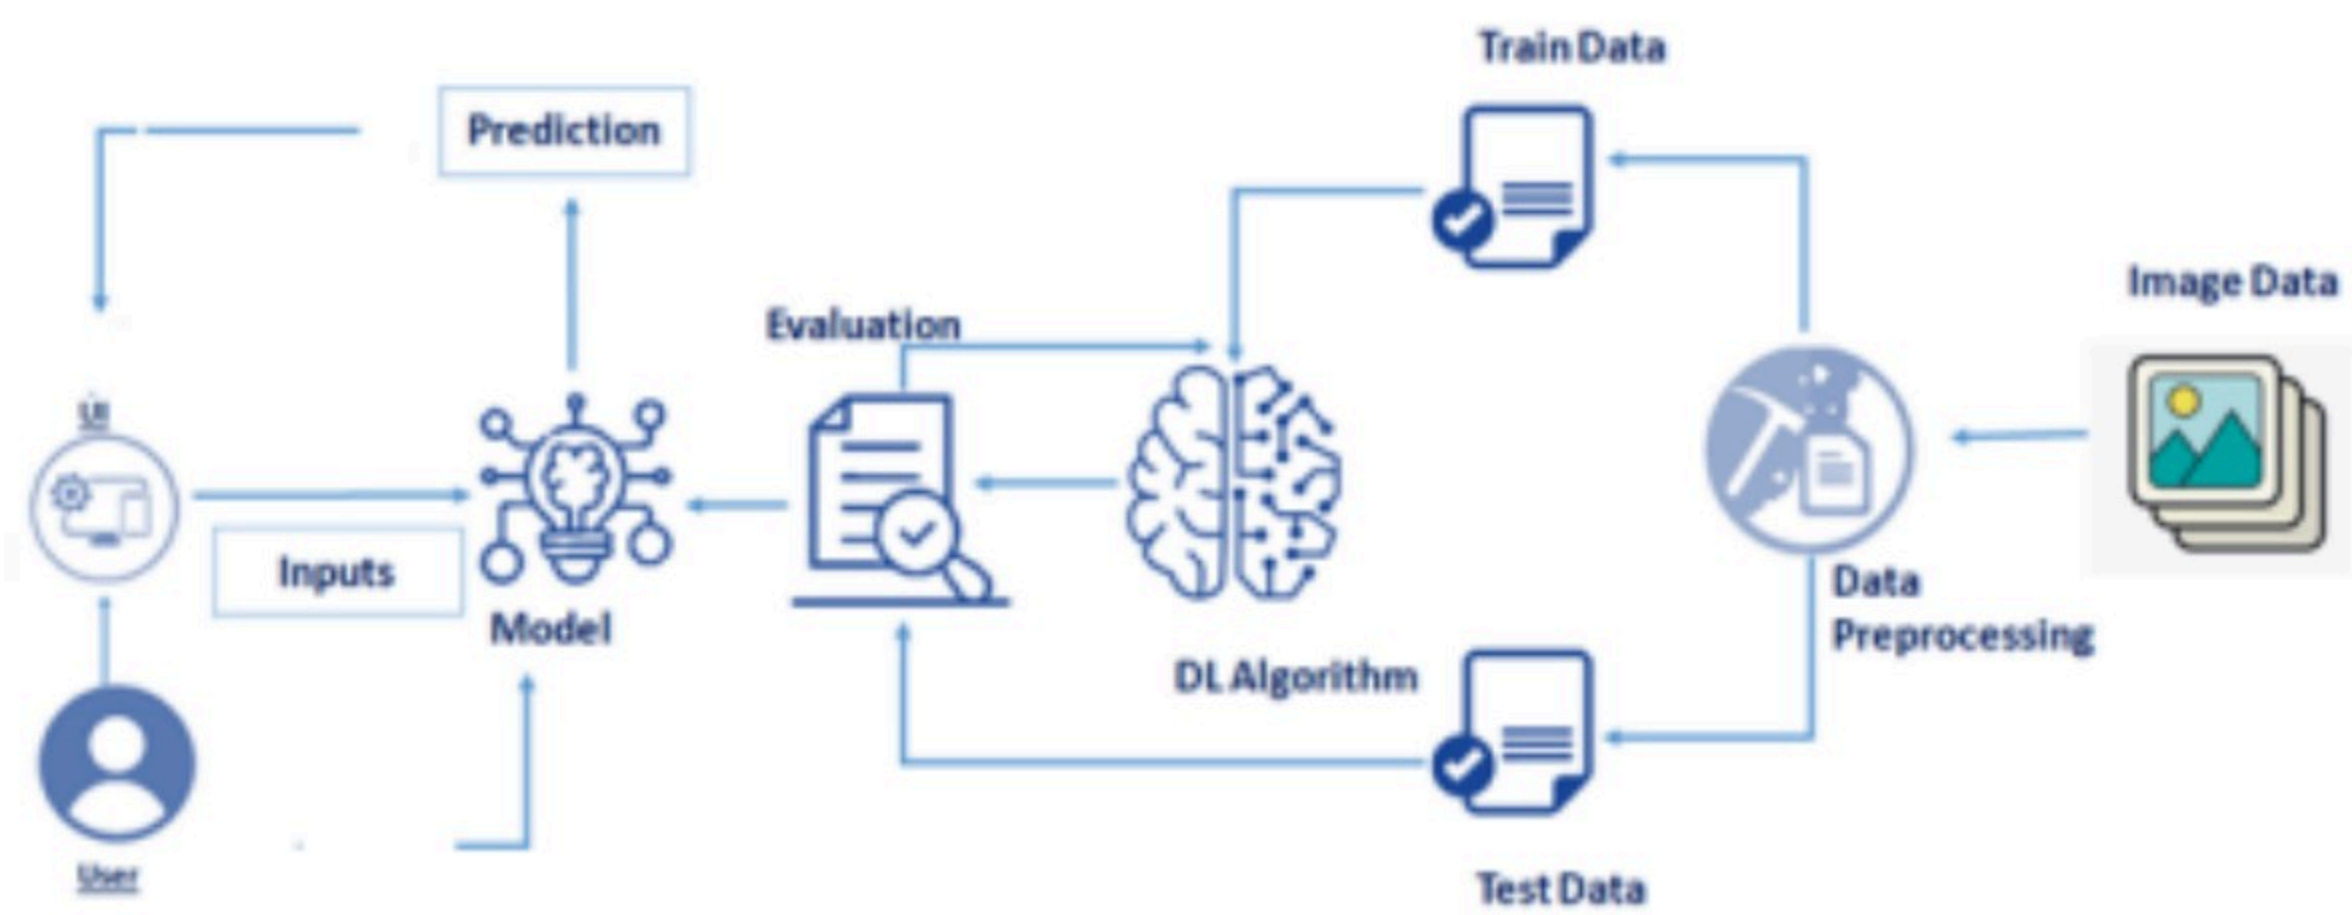 Train Data
Prediction
Image Data
Evaluation
UI
Inputs
Data
Preprocessing
Model
DL Algorithm
User
Test Data